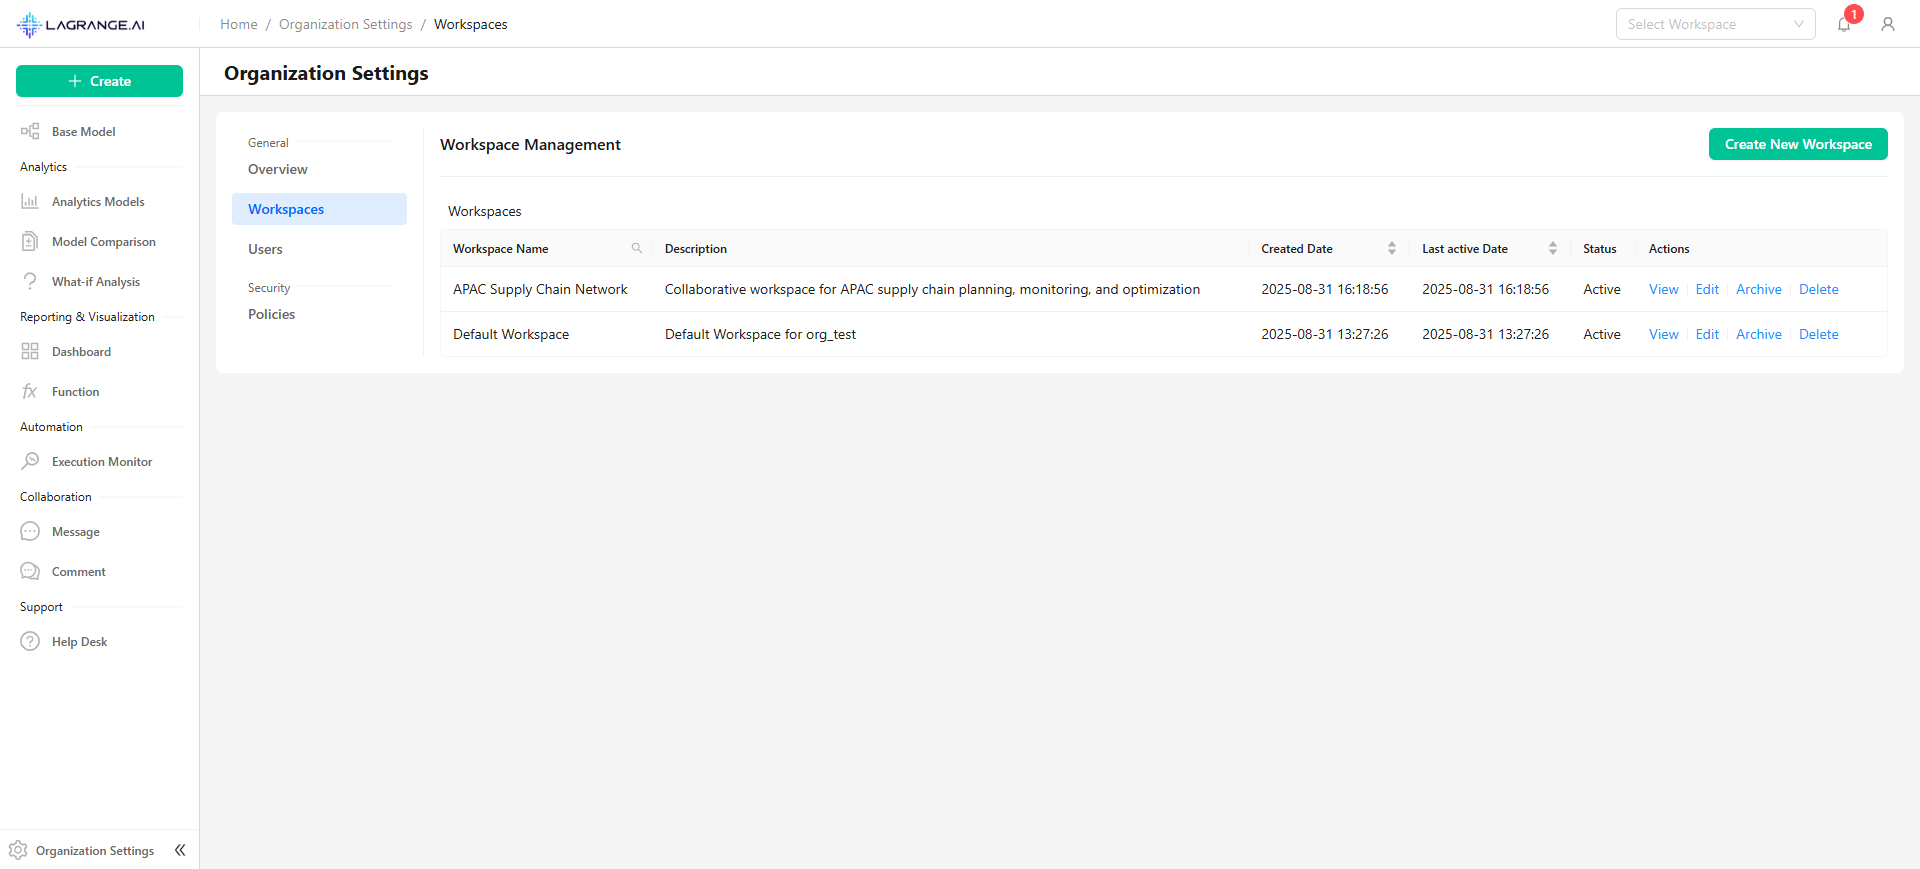 LAGRANGE.AI
Home / Organization Settings / Workspaces
Select Workspace
1
Create
Base Model
Analytics
Analytics Models
Model Comparison
What-if Analysis
Reporting & Visualization
Dashboard
Function
Automation
Execution Monitor
Collaboration
Message
Comment
Support
Help Desk
Organization Settings
Organization Settings
General
Overview
Workspaces
Users
Security
Policies
Workspace Management
Create New Workspace
Workspaces
Workspace Name Description Created Date Last active Date Status Actions
APAC Supply Chain Network Collaborative workspace for APAC supply chain planning, monitoring, and optimization 2025-08-31 16:18:56 2025-08-31 16:18:56 Active View Edit Archive Delete
Default Workspace Default Workspace for org_test 2025-08-31 13:27:26 2025-08-31 13:27:26 Active View Edit Archive Delete